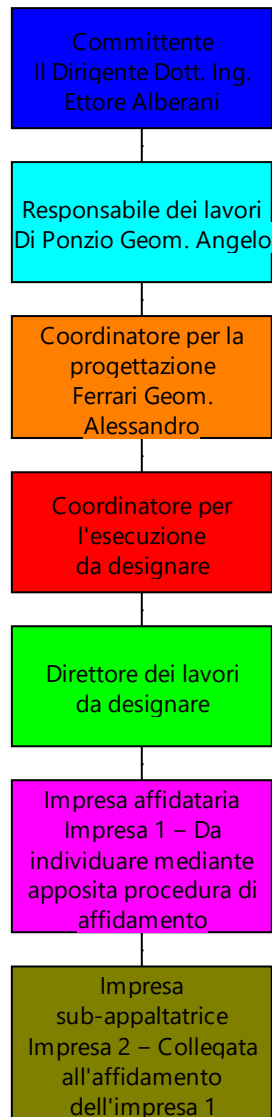 Committente
Il Dirigente Dott. Ing.
Ettore Alberani
Responsabile dei lavori
Di Ponzio Geom. Angelo
Coordinatore per la
progettazione
Ferrari Geom.
Alessandro
Coordinatore per
l'esecuzione
da designare
Direttore dei lavori
da designare
Impresa affidataria
Impresa 1 – Da
individuare mediante
apposita procedura di
affidamento
Impresa
sub-appaltatrice
Impresa 2 – Collegata
all'affidamento
dell'impresa 1